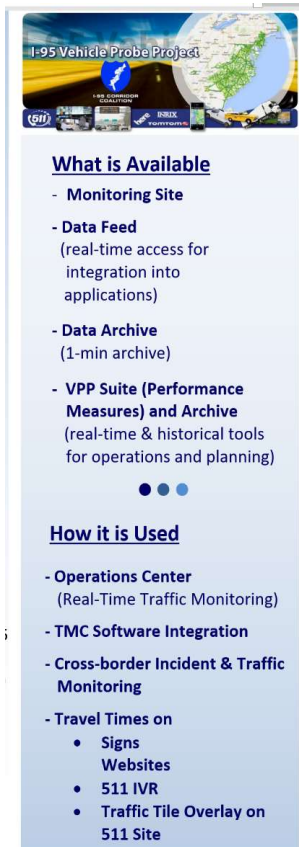 I-95 Vehicle Probe Project
I-95 CORRIDOR
COALITION
511
here
INRIX
TOMTOM
What is Available
- Monitoring Site
- Data Feed
(real-time access for
integration into
applications)
- Data Archive
(1-min archive)
- VPP Suite (Performance
Measures) and Archive
(real-time & historical tools
for operations and planning)
How it is Used
- Operations Center
(Real-Time Traffic Monitoring)
- TMC Software Integration
- Cross-border Incident & Traffic
Monitoring
- Travel Times on
• Signs
Websites
• 511 IVR
• Traffic Tile Overlay on
511 Site